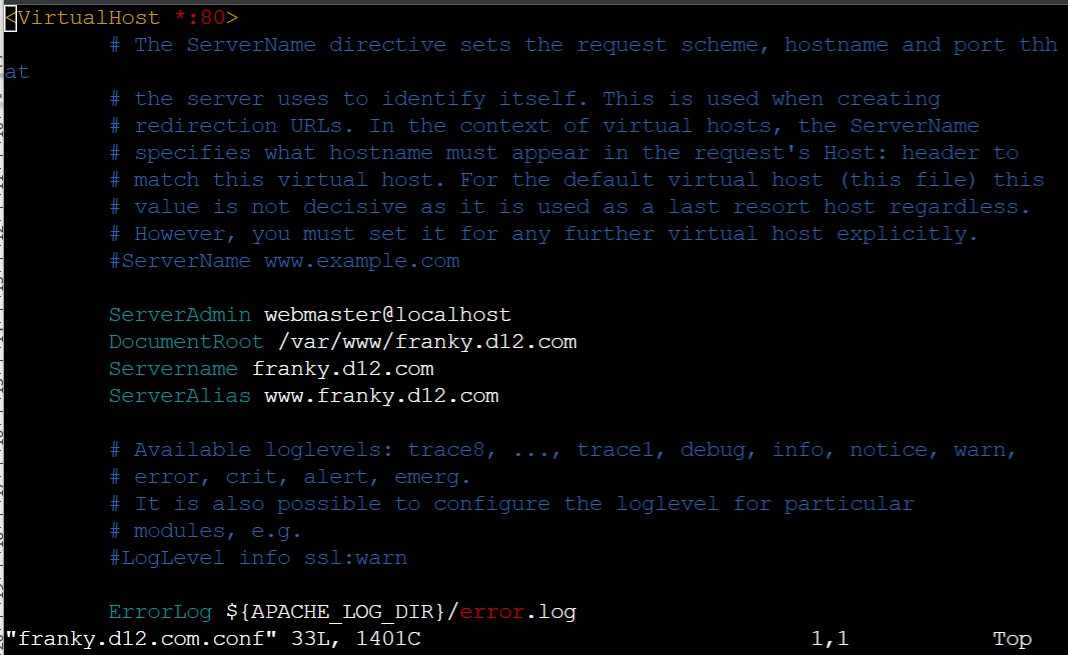 <VirtualHost *:80>
# The ServerName directive sets the request scheme, hostname and port thh
at
# the server uses to identify itself. This is used when creating
# redirection URLs. In the context of virtual hosts, the ServerName
# specifies what hostname must appear in the request's Host: header to
# match this virtual host. For the default virtual host (this file) this
# value is not decisive as it is used as a last resort host regardless.
# However, you must set it for any further virtual host explicitly.
#ServerName www.example.com
ServerAdmin webmaster@localhost
DocumentRoot /var/www/franky.d12.com
Servername franky.d12.com
ServerAlias www.franky.d12.com
# Available loglevels: trace8, ..., trace1, debug, info, notice, warn,
# error, crit, alert, emerg.
# It is also possible to configure the loglevel for particular
# modules, e.g.
#LogLevel info ssl:warn
ErrorLog ${APACHE_LOG_DIR}/error.log
"franky.d12.com.conf" 33L, 1401C 1,1 Top